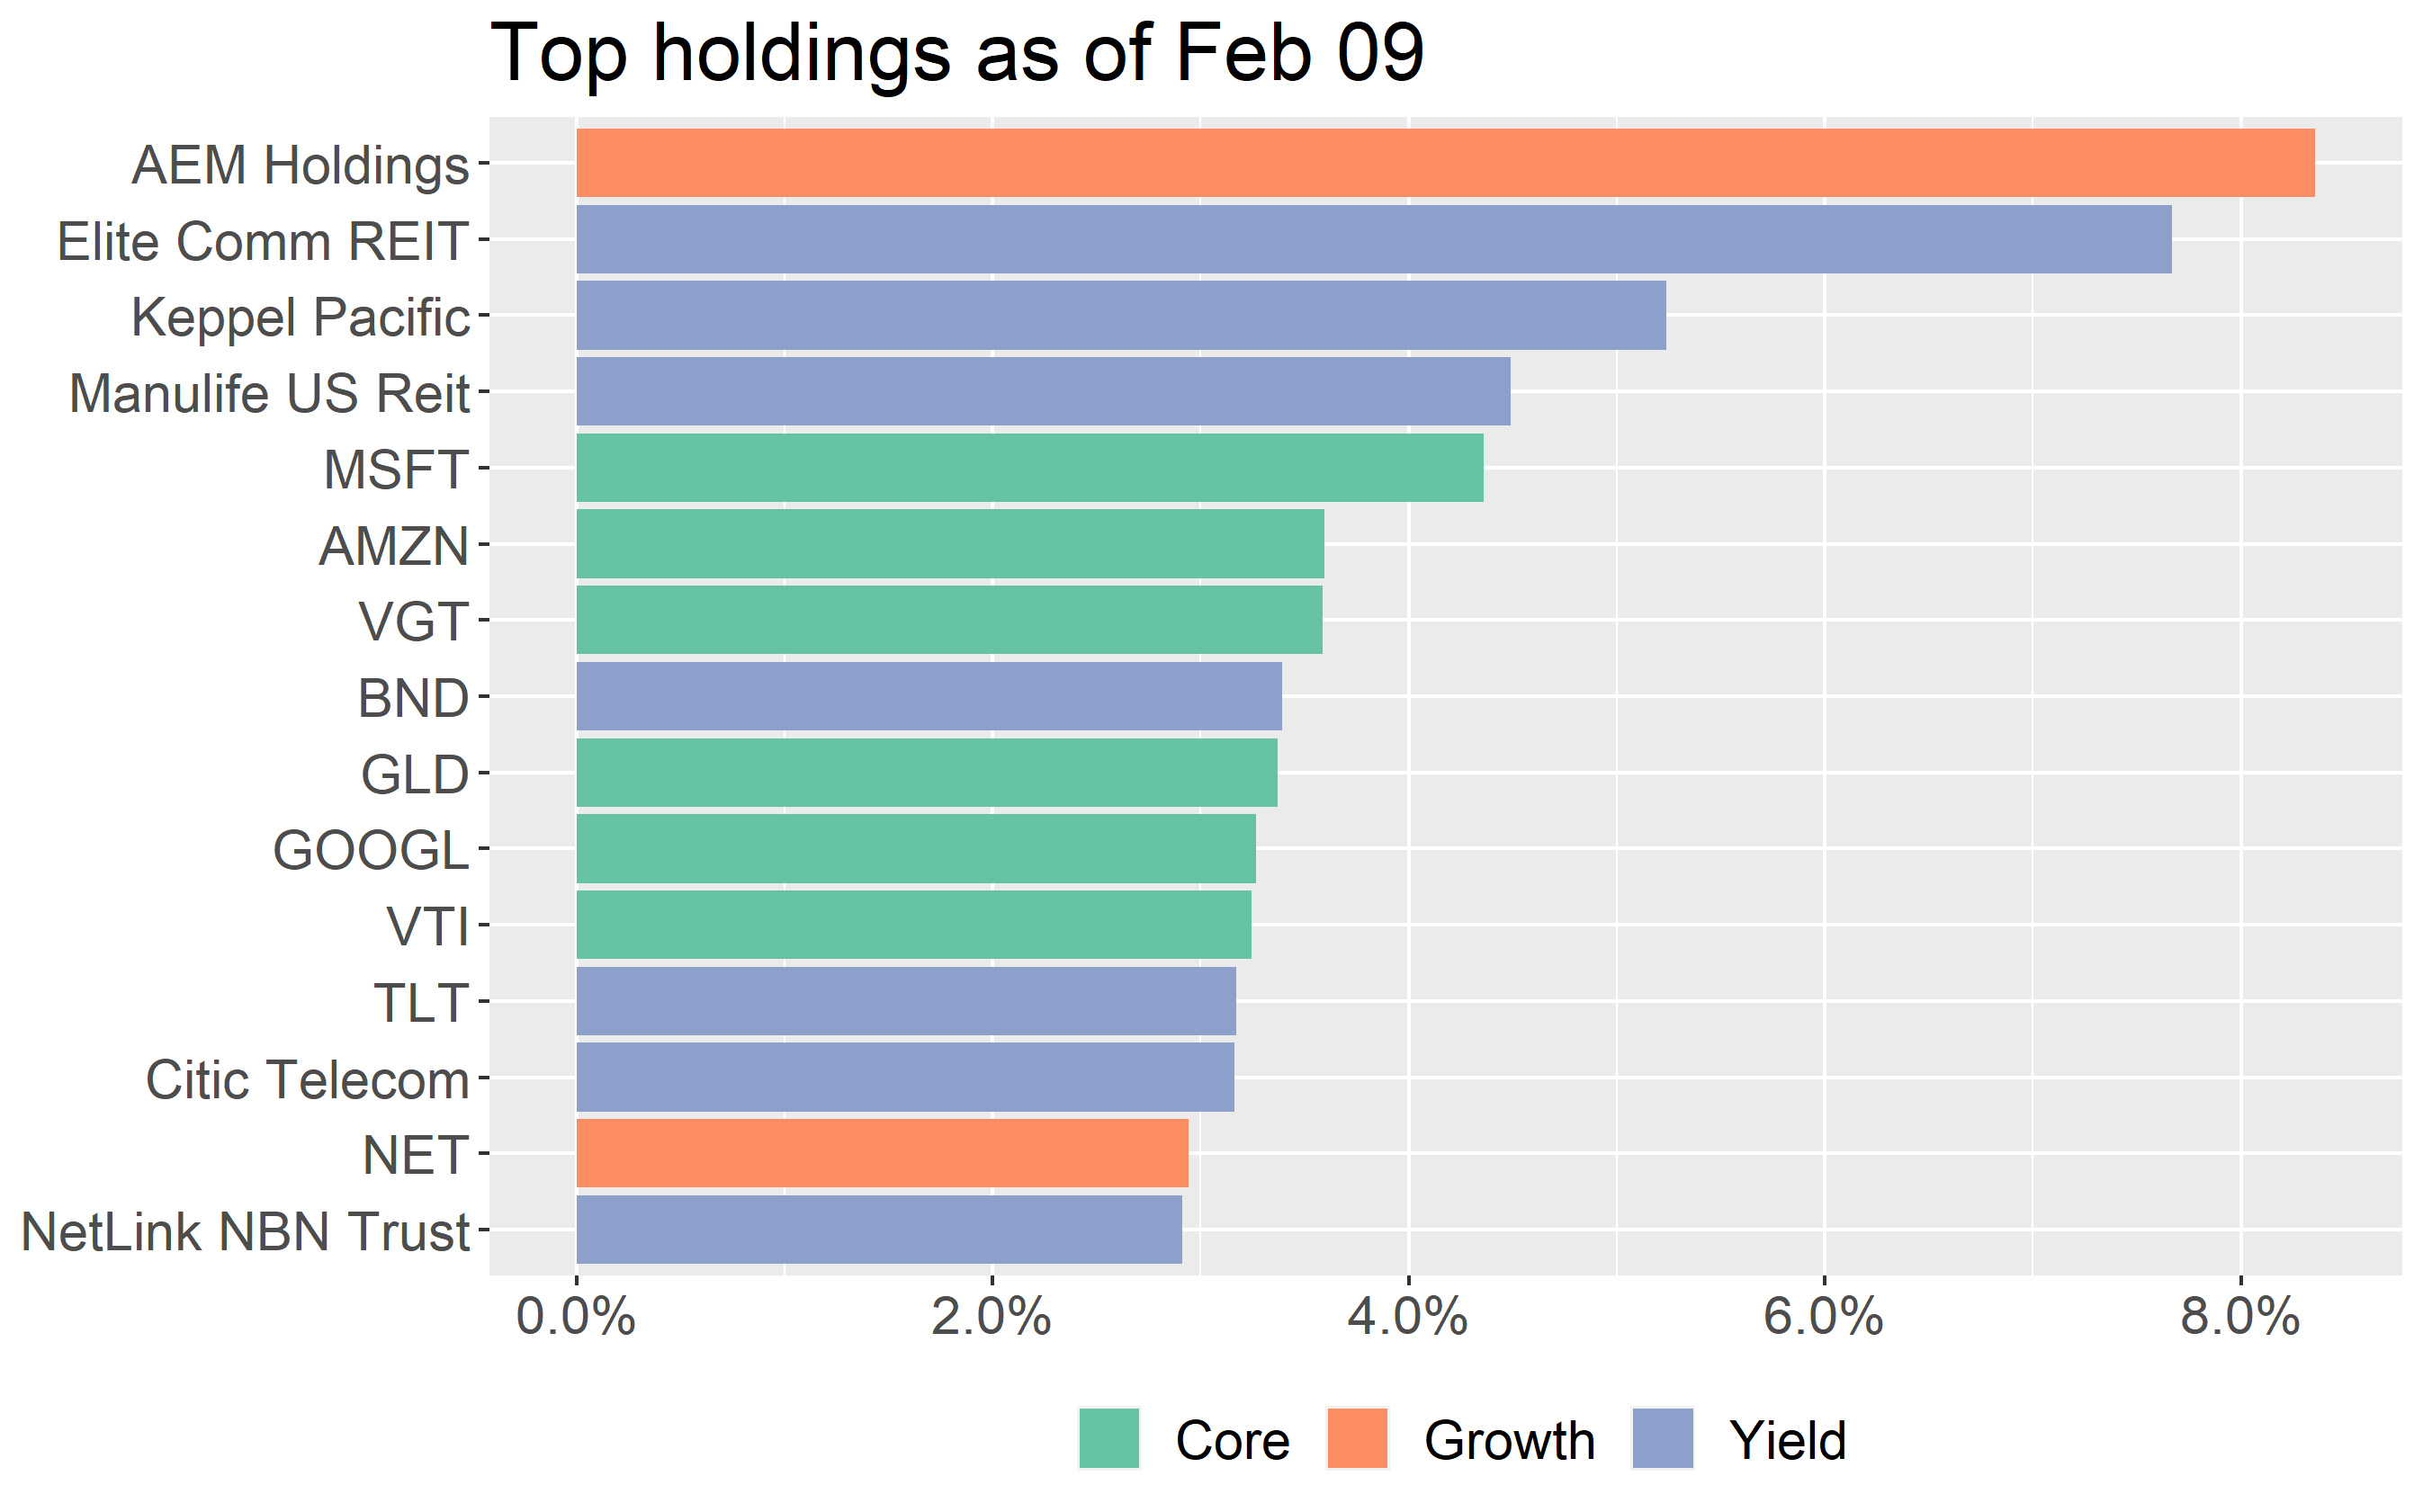 Top holdings as of Feb 09
AEM Holdings
Elite Comm REIT
Keppel Pacific
Manulife US Reit
MSFT
AMZN
VGT
BND
GLD
GOOGL
VTI
TLT
Citic Telecom
NET
NetLink NBN Trust
0.0% 2.0% 4.0% 6.0% 8.0%
Core Growth Yield